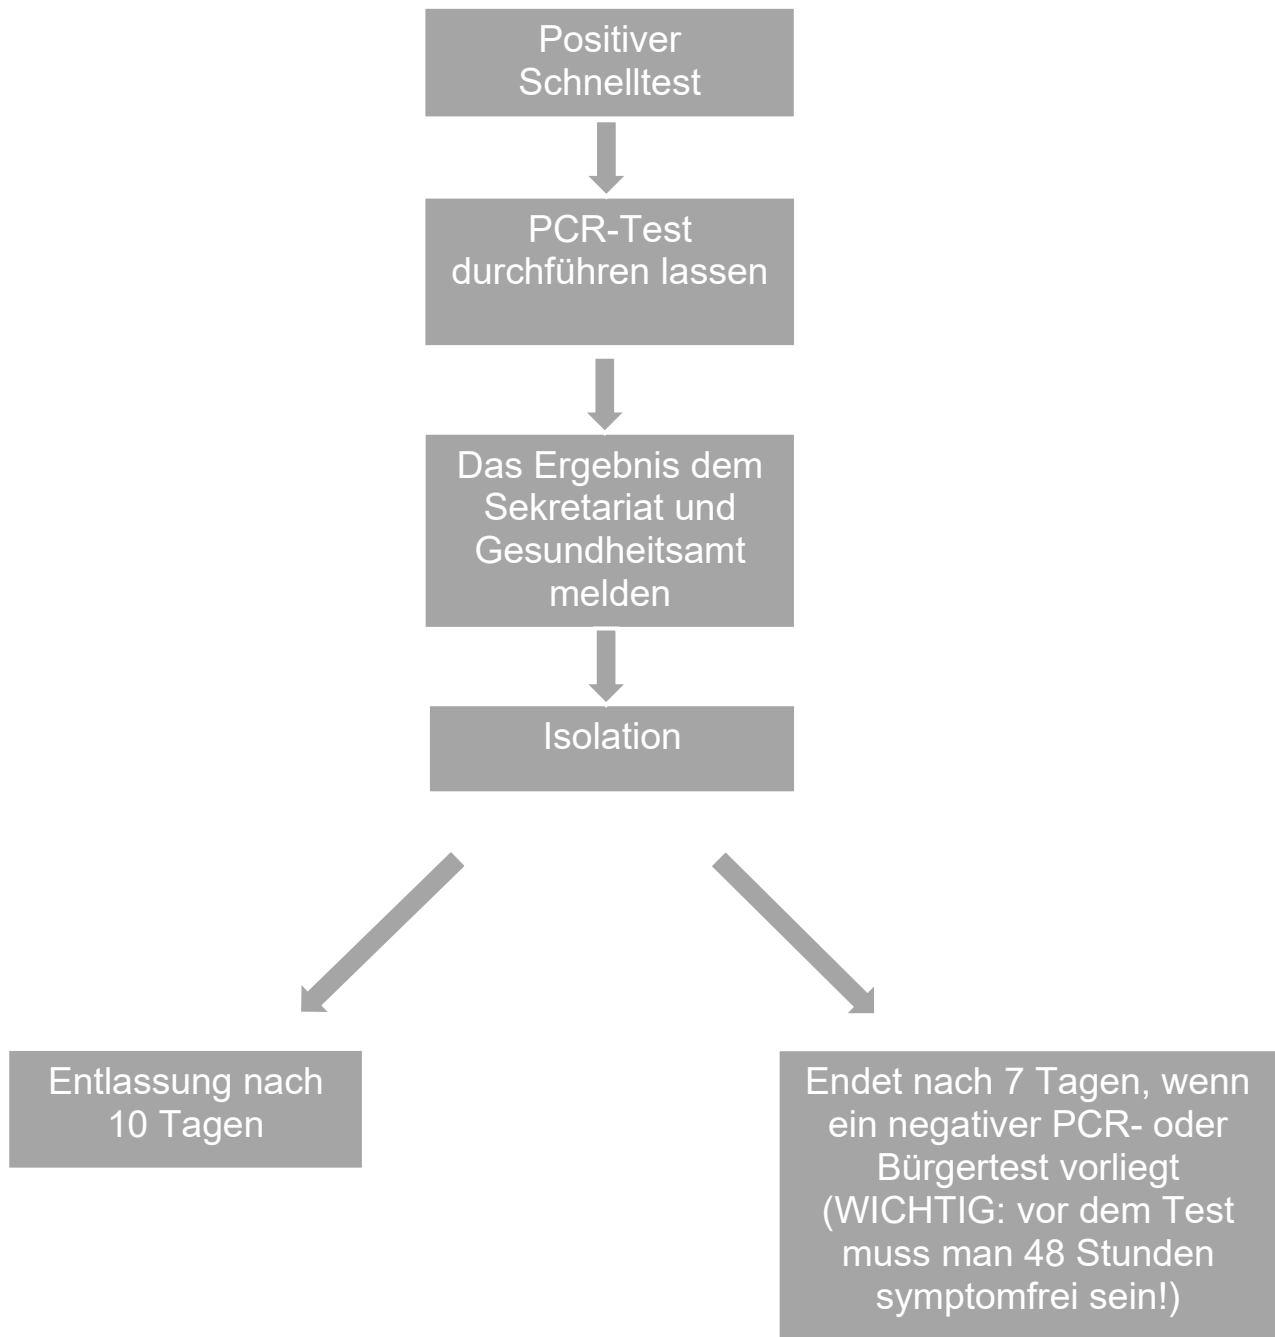 Positiver
Schnelltest
PCR-Test
durchführen lassen
Das Ergebnis dem
Sekretariat und
Gesundheitsamt
melden
Isolation
Entlassung nach
10 Tagen
Endet nach 7 Tagen, wenn
ein negativer PCR- oder
Bürgertest vorliegt
(WICHTIG: vor dem Test
muss man 48 Stunden
symptomfrei sein!)